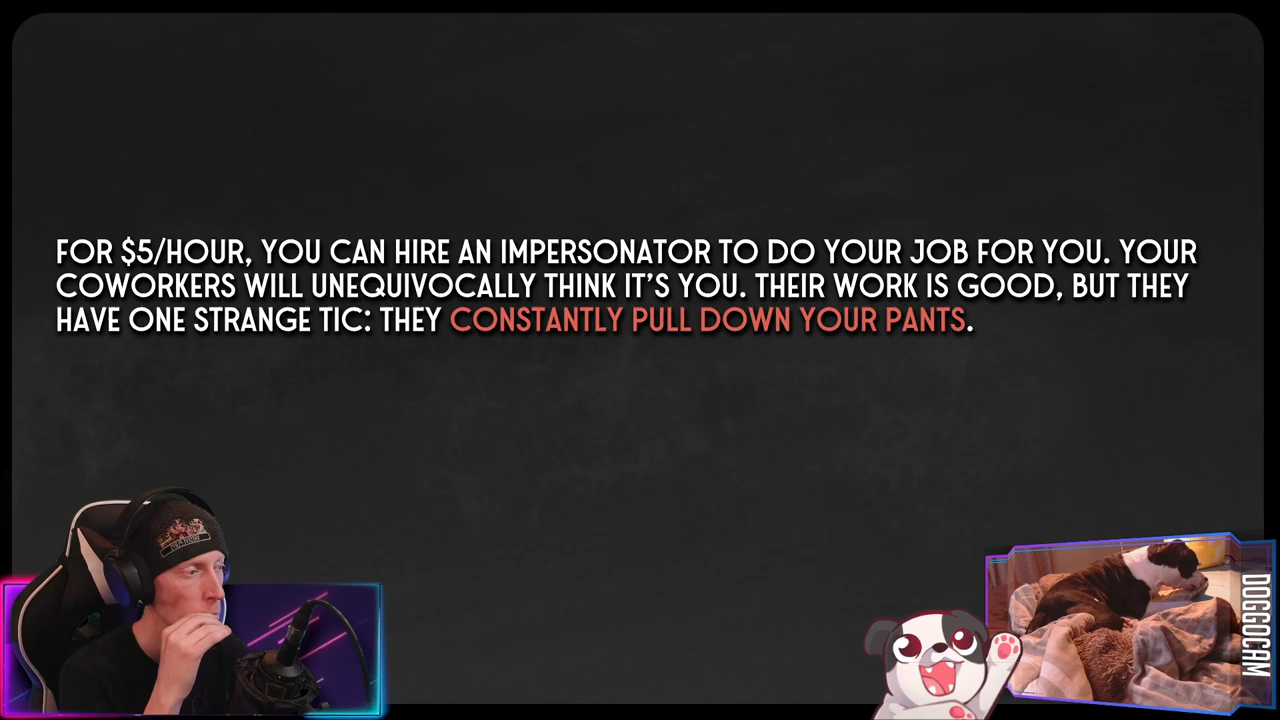 FOR $5/HOUR, YOU CAN HIRE AN IMPERSONATOR TO DO YOUR JOB FOR YOU. YOUR
COWORKERS WILL UNEQUIVOCALLY THINK IT'S YOU. THEIR WORK IS GOOD, BUT THEY
HAVE ONE STRANGE TIC: THEY CONSTANTLY PULL DOWN YOUR PANTS.
DOGGOCAM